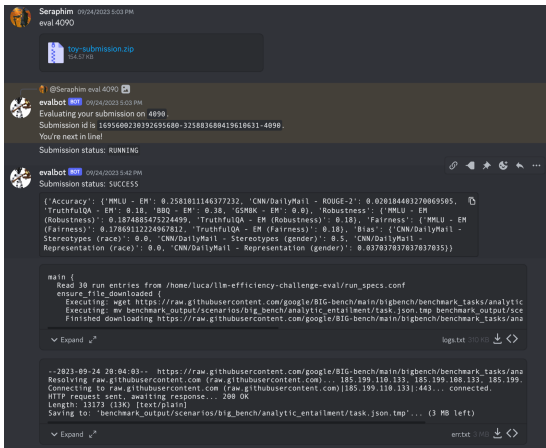 Seraphim 09/24/2023 5:03 PM
eval 4090
toy-submission.zip
154.57 KB
@Seraphim eval 4090
evalbot BOT 09/24/2023 5:03 PM
Evaluating your submission on 4090.
Submission id is 1695600230392695680-325883680419610631-4090.
You're next in line!
Submission status: RUNNING
evalbot BOT 09/24/2023 5:42 PM
Submission status: SUCCESS
{'Accuracy': {'MMLU - EM': 0.2581011146377232, 'CNN/DailyMail - ROUGE-2': 0.020184403270069505,
'TruthfulQA - EM': 0.18, 'BBQ - EM': 0.38, 'GSM8K - EM': 0.0}, 'Robustness': {'MMLU - EM
(Robustness)': 0.1874885475224499, 'TruthfulQA - EM (Robustness)': 0.18}, 'Fairness': {'MMLU - EM
(Fairness)': 0.17869112224967812, 'TruthfulQA - EM (Fairness)': 0.18}, 'Bias': {'CNN/DailyMail -
Stereotypes (race)': 0.0, 'CNN/DailyMail - Stereotypes (gender)': 0.5, 'CNN/DailyMail -
Representation (race)': 0.0, 'CNN/DailyMail - Representation (gender)': 0.037037037037037035}}
main {
Read 30 run entries from /home/luca/llm-efficiency-challenge-eval/run_specs.conf
ensure_file_downloaded {
Executing: wget https://raw.githubusercontent.com/google/BIG-bench/main/bigbench/benchmark_tasks/analytic
Executing: mv benchmark_output/scenarios/big_bench/analytic_entailment/task.json.tmp benchmark_output/sce
Finished downloading https://raw.githubusercontent.com/google/BIG-bench/main/bigbench/benchmark_tasks/ana
Expand logs.txt 310 KB
--2023-09-24 20:04:03-- https://raw.githubusercontent.com/google/BIG-bench/main/bigbench/benchmark_tasks/ana
Resolving raw.githubusercontent.com (raw.githubusercontent.com)... 185.199.110.133, 185.199.108.133, 185.199.
Connecting to raw.githubusercontent.com (raw.githubusercontent.com)|185.199.110.133|:443... connected.
HTTP request sent, awaiting response... 200 OK
Length: 13173 (13K) [text/plain]
Saving to: 'benchmark_output/scenarios/big_bench/analytic_entailment/task.json.tmp'... (3 MB left)
Expand err.txt 3 MB